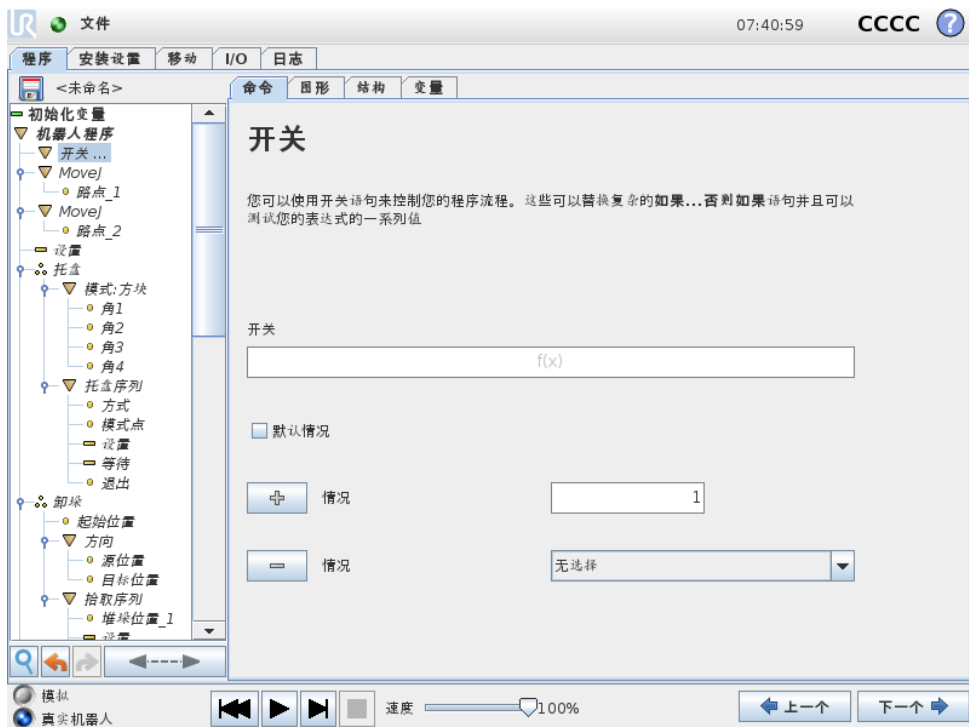 UR 文件 07:40:59 CCCC ?
程序 安装设置 移动 I/O 日志
<未命名> 命令 图形 结构 变量
初始化变量
机器人程序
开关 ...
MoveJ
路点_1
MoveJ
路点_2
设置
托盘
模式:方块
角1
角2
角3
角4
托盘序列
方式
模式点
设置
等待
退出
卸垛
起始位置
方向
源位置
目标位置
拾取序列
堆垛位置_1
设置
开关
您可以使用开关语句来控制您的程序流程。这些可以替换复杂的如果...否则如果语句并且可以
测试您的表达式的一系列值
开关
f(x)
默认情况
情况 1
情况 无选择
模拟
真实机器人
速度 100%
上一个 下一个